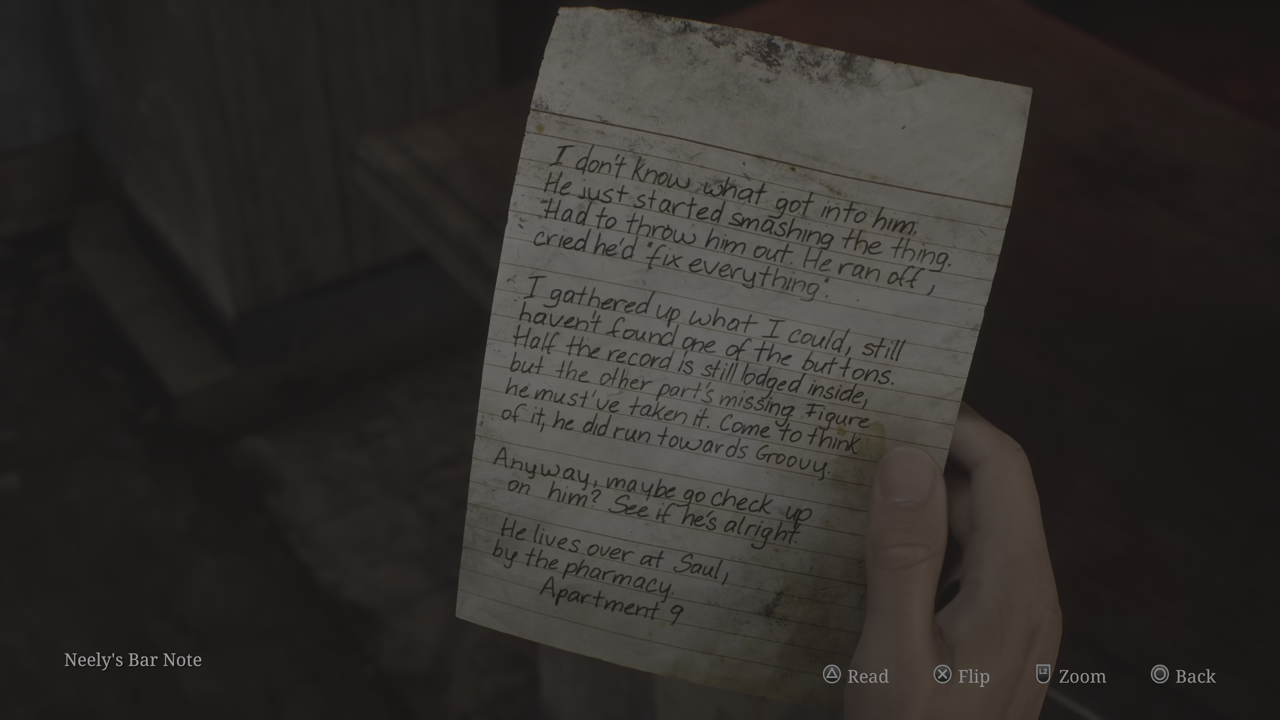 I don't know what got into him.
He just started smashing the thing.
Had to throw him out. He ran off,
cried he'd "fix everything".
I gathered up what I could, still
haven't found one of the buttons.
Half the record is still lodged inside,
but the other part's missing. Figure
he must've taken it. Come to think
of it, he did run towards Groovy.
Anyway, maybe go check up
on him? See if he's alright.
He lives over at Saul,
by the pharmacy.
Apartment 9
Neely's Bar Note
Read
Flip
L2 Zoom
Back